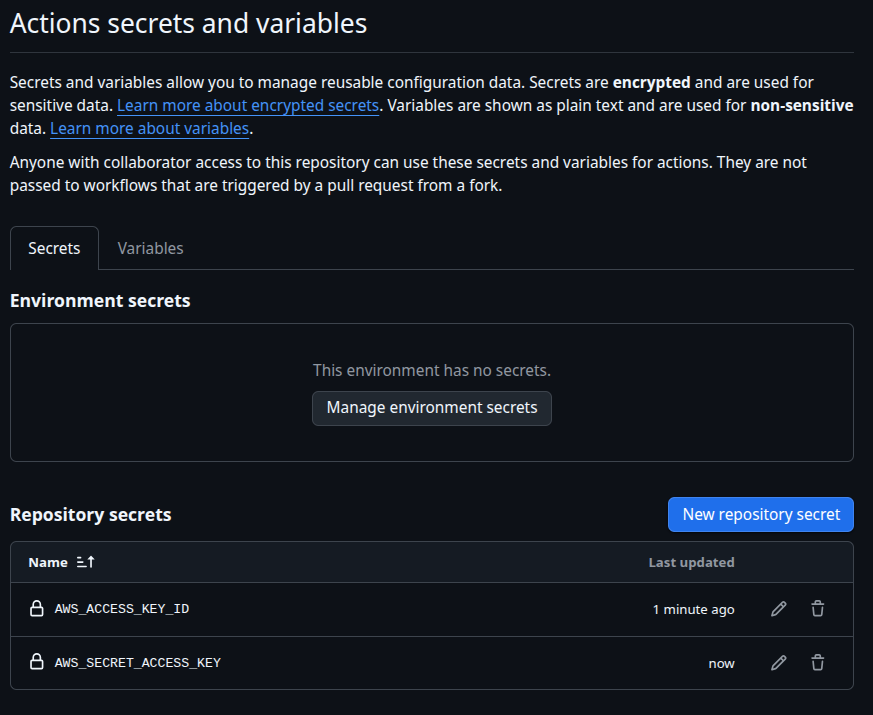 Actions secrets and variables
Secrets and variables allow you to manage reusable configuration data. Secrets are encrypted and are used for
sensitive data. Learn more about encrypted secrets. Variables are shown as plain text and are used for non-sensitive
data. Learn more about variables.
Anyone with collaborator access to this repository can use these secrets and variables for actions. They are not
passed to workflows that are triggered by a pull request from a fork.
Secrets Variables
Environment secrets
This environment has no secrets.
Manage environment secrets
Repository secrets New repository secret
Name Last updated
AWS_ACCESS_KEY_ID 1 minute ago
AWS_SECRET_ACCESS_KEY now